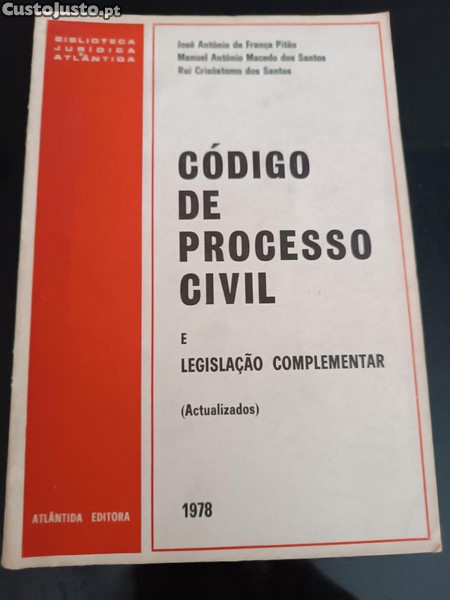 CustoJusto.pt
BIBLIOTECA
JURÍDICA
ATLÂNTIDA
José António de França Pitão
Manuel António Macedo dos Santos
Rui Crisóstomo dos Santos
CÓDIGO
DE
PROCESSO
CIVIL
E
LEGISLAÇÃO COMPLEMENTAR
(Actualizados)
1978
ATLÂNTIDA EDITORA